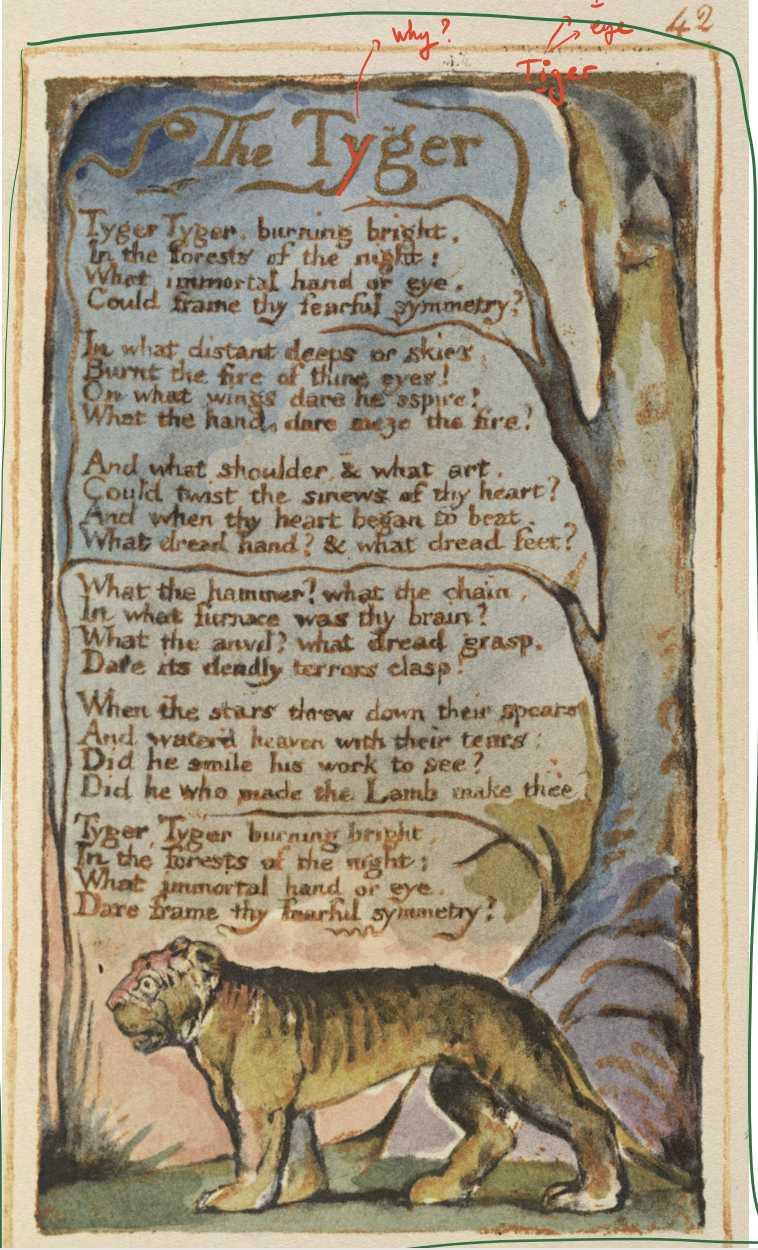 I
why?
eye
42
Tiger
The Tyger
Tyger Tyger, burning bright,
In the forests of the night;
What immortal hand or eye,
Could frame thy fearful symmetry?
In what distant deeps or skies,
Burnt the fire of thine eyes!
On what wings dare he aspire!
What the hand, dare sieze the fire?
And what shoulder, & what art,
Could twist the sinews of thy heart?
And when thy heart began to beat,
What dread hand? & what dread feet?
What the hammer? what the chain,
In what furnace was thy brain?
What the anvil? what dread grasp,
Dare its deadly terrors clasp!
When the stars threw down their spears
And water'd heaven with their tears:
Did he smile his work to see?
Did he who made the Lamb make thee?
Tyger Tyger burning bright,
In the forests of the night;
What immortal hand or eye,
Dare frame thy fearful symmetry?